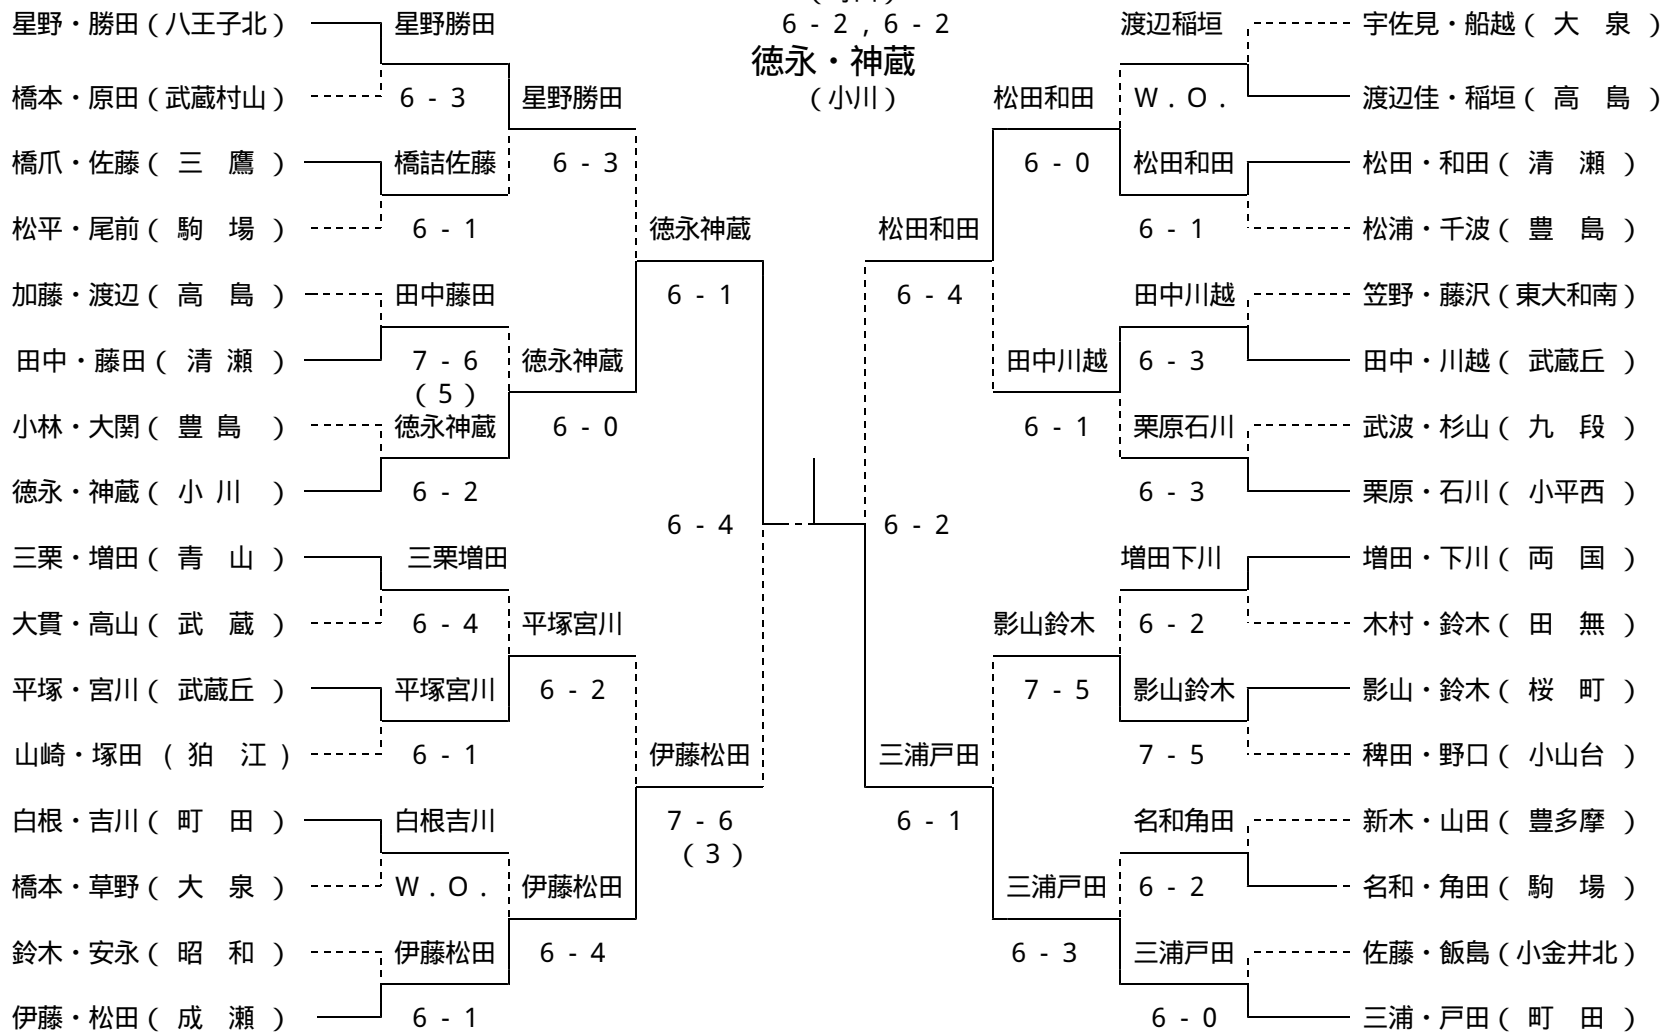 6 - 2 , 6 - 2
徳永・神蔵
(小川)
星野・勝田(八王子北)
橋本・原田(武蔵村山)
橋爪・佐藤( 三 鷹 )
松平・尾前( 駒 場 )
加藤・渡辺( 高 島 )
田中・藤田( 清 瀬 )
小林・大関( 豊 島 )
徳永・神蔵( 小 川 )
三栗・増田( 青 山 )
大貫・高山( 武 蔵 )
平塚・宮川( 武蔵丘 )
山崎・塚田 ( 狛 江 )
白根・吉川( 町 田 )
橋本・草野( 大 泉 )
鈴木・安永( 昭 和 )
伊藤・松田( 成 瀬 )
星野勝田
6 - 3
橋詰佐藤
6 - 1
田中藤田
7 - 6
( 5 )
徳永神蔵
6 - 2
三栗増田
6 - 4
平塚宮川
6 - 1
白根吉川
W . O .
伊藤松田
6 - 1
星野勝田
6 - 3
徳永神蔵
6 - 0
平塚宮川
6 - 2
伊藤松田
6 - 4
徳永神蔵
6 - 1
伊藤松田
7 - 6
( 3 )
6 - 4
6 - 2
松田和田
6 - 4
三浦戸田
6 - 1
松田和田
6 - 0
田中川越
6 - 1
影山鈴木
7 - 5
三浦戸田
6 - 3
渡辺稲垣
W . O .
松田和田
6 - 1
田中川越
6 - 3
栗原石川
6 - 3
増田下川
6 - 2
影山鈴木
7 - 5
名和角田
6 - 2
三浦戸田
6 - 0
宇佐見・船越( 大 泉 )
渡辺佳・稲垣( 高 島 )
松田・和田( 清 瀬 )
松浦・千波( 豊 島 )
笠野・藤沢(東大和南)
田中・川越( 武蔵丘 )
武波・杉山( 九 段 )
栗原・石川( 小平西 )
増田・下川( 両 国 )
木村・鈴木( 田 無 )
影山・鈴木( 桜 町 )
稗田・野口( 小山台 )
新木・山田( 豊多摩 )
名和・角田( 駒 場 )
佐藤・飯島(小金井北)
三浦・戸田( 町 田 )